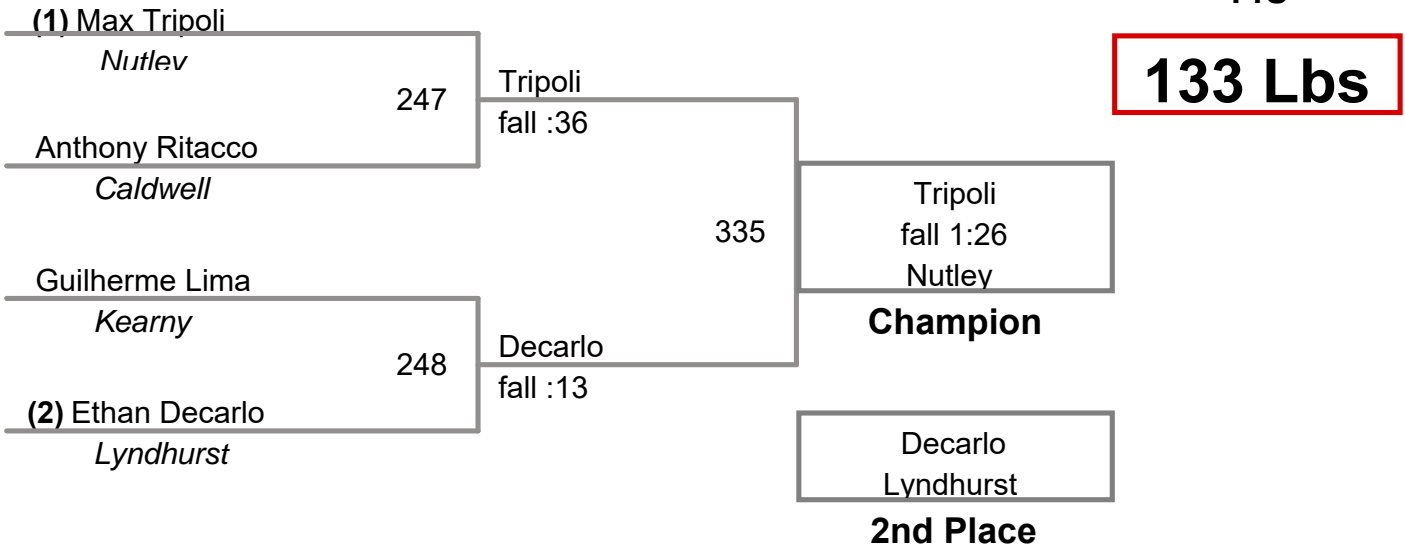 (1) Max Tripoli
Nutley
247
Tripoli
fall :36
Anthony Ritacco
Caldwell
133 Lbs
335
Tripoli
fall 1:26
Nutley
Champion
Guilherme Lima
Kearny
248
Decarlo
fall :13
(2) Ethan Decarlo
Lyndhurst
Decarlo
Lyndhurst
2nd Place